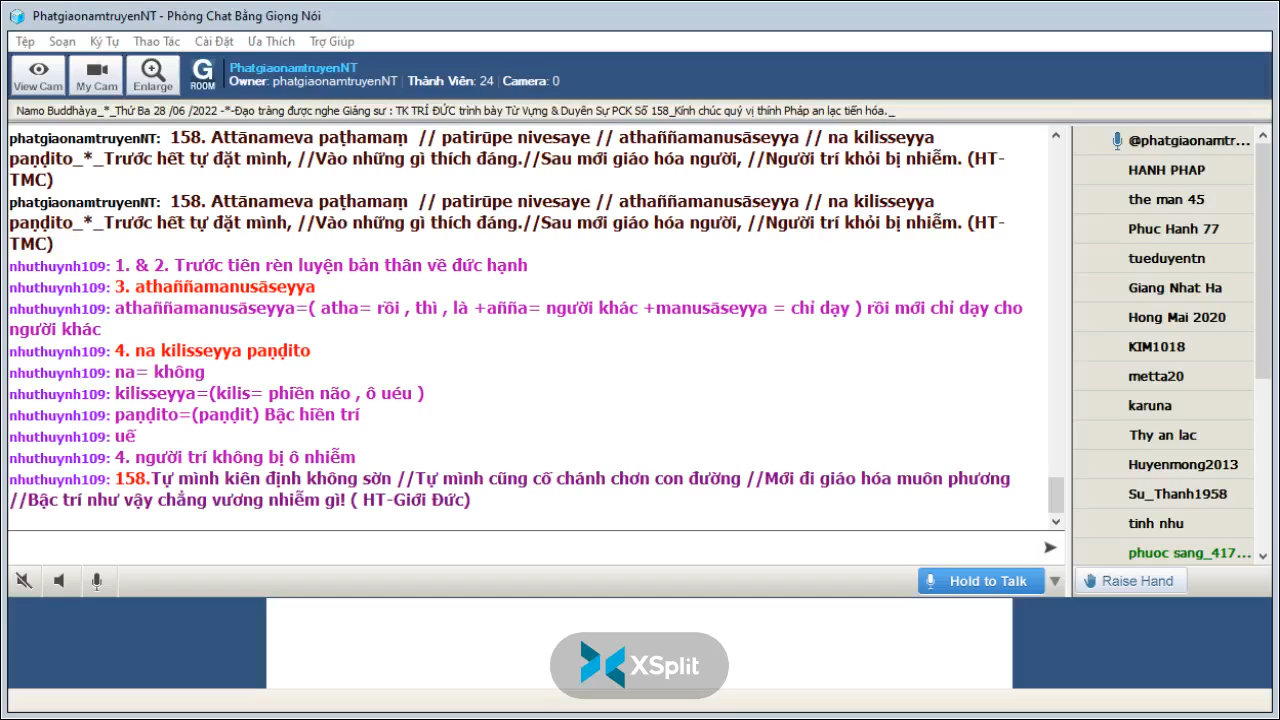 PhatgiaonamtruyenNT - Phòng Chat Bằng Giọng Nói
Tệp Soạn Ký Tự Thao Tác Cài Đặt Ưa Thích Trợ Giúp
View Cam My Cam Enlarge G ROOM
PhatgiaonamtruyenNT
Owner: phatgiaonamtruyenNT | Thành Viên: 24 | Camera: 0
Namo Buddhàya_*_Thứ Ba 28 /06 /2022 -*-Đạo tràng được nghe Giảng sư : TK TRÍ ĐỨC trình bày Từ Vựng & Duyên Sự PCK Số 158_Kính chúc quý vị thính Pháp an lạc tiến hóa._
phatgiaonamtruyenNT: 158. Attānameva paṭhamaṃ // patirūpe nivesaye // athaññamanusāseyya // na kilisseyya
paṇḍito_*_Trước hết tự đặt mình, //Vào những gì thích đáng.//Sau mới giáo hóa người, //Người trí khỏi bị nhiễm. (HT-
TMC)
phatgiaonamtruyenNT: 158. Attānameva paṭhamaṃ // patirūpe nivesaye // athaññamanusāseyya // na kilisseyya
paṇḍito_*_Trước hết tự đặt mình, //Vào những gì thích đáng.//Sau mới giáo hóa người, //Người trí khỏi bị nhiễm. (HT-
TMC)
nhuthuynh109: 1. & 2. Trước tiên rèn luyện bản thân về đức hạnh
nhuthuynh109: 3. athaññamanusāseyya
nhuthuynh109: athaññamanusāseyya=( atha= rồi , thì , là +añña= người khác +manusāseyya = chỉ dạy ) rồi mới chỉ dạy cho
người khác
nhuthuynh109: 4. na kilisseyya paṇḍito
nhuthuynh109: na= không
nhuthuynh109: kilisseyya=(kilis= phiền não , ô uéu )
nhuthuynh109: paṇḍito=(paṇḍit) Bậc hiền trí
nhuthuynh109: uế
nhuthuynh109: 4. người trí không bị ô nhiễm
nhuthuynh109: 158.Tự mình kiên định không sờn //Tự mình cũng cố chánh chơn con đường //Mới đi giáo hóa muôn phương
//Bậc trí như vậy chẳng vương nhiễm gì! ( HT-Giới Đức)
@phatgiaonamtr...
HANH PHAP
the man 45
Phuc Hanh 77
tueduyentn
Giang Nhat Ha
Hong Mai 2020
KIM1018
metta20
karuna
Thy an lac
Huyenmong2013
Su_Thanh1958
tinh nhu
phuoc sang_417...
Hold to Talk
Raise Hand
XSplit